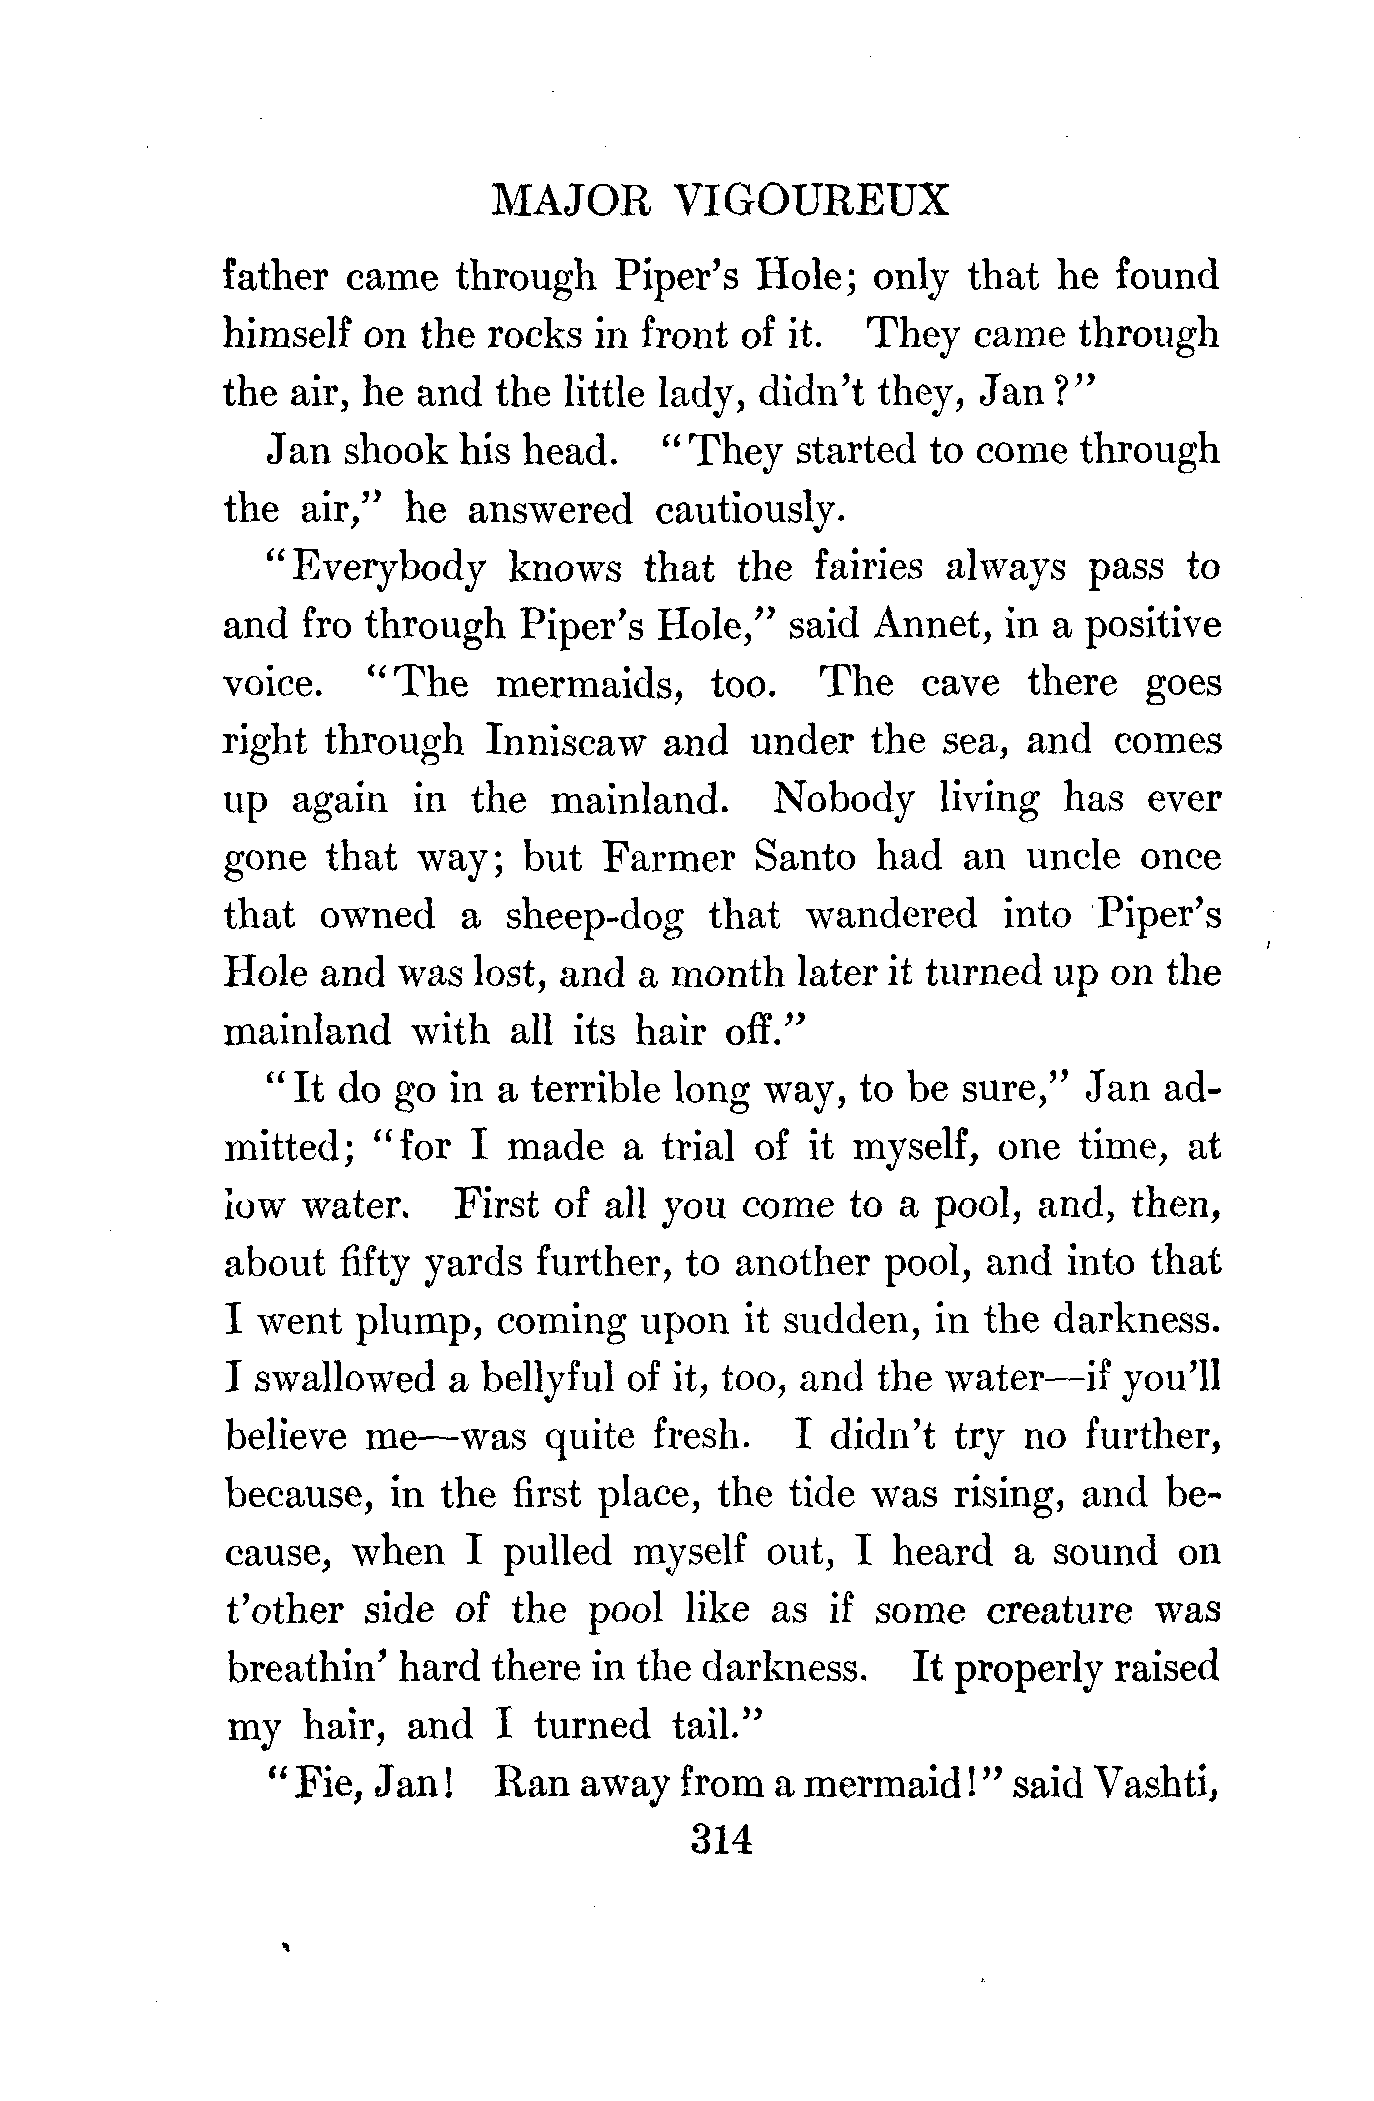 MAJOR VIGOUREUX
father came through Piper's Hole; only that he found
himself on the rocks in front of it. They came through
the air, he and the little lady, didn't they, Jan?"
Jan shook his head. "They started to come through
the air," he answered cautiously.
"Everybody knows that the fairies always pass to
and fro through Piper's Hole," said Annet, in a positive
voice. "The mermaids, too. The cave there goes
right through Inniscaw and under the sea, and comes
up again in the mainland. Nobody living has ever
gone that way; but Farmer Santo had an uncle once
that owned a sheep-dog that wandered into Piper's
Hole and was lost, and a month later it turned up on the
mainland with all its hair off."
"It do go in a terrible long way, to be sure," Jan ad-
mitted; "for I made a trial of it myself, one time, at
low water. First of all you come to a pool, and, then,
about fifty yards further, to another pool, and into that
I went plump, coming upon it sudden, in the darkness.
I swallowed a bellyful of it, too, and the water—if you'll
believe me—was quite fresh. I didn't try no further,
because, in the first place, the tide was rising, and be-
cause, when I pulled myself out, I heard a sound on
t'other side of the pool like as if some creature was
breathin' hard there in the darkness. It properly raised
my hair, and I turned tail."
"Fie, Jan! Ran away from a mermaid!" said Vashti,
314